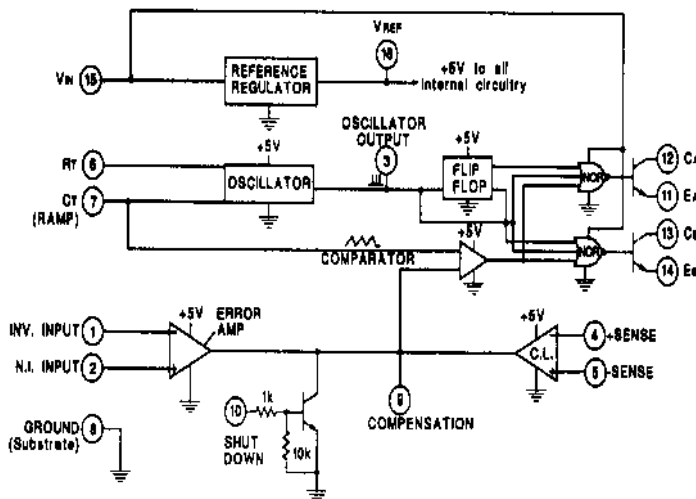 VREF
16
VIN 15
REFERENCE
REGULATOR
+5V to all
internal circuitry
OSCILLATOR
OUTPUT
+5V
+5V
3
12 CA
RT 6
OSCILLATOR
FLIP
FLOP
NOR
11 EA
CT 7
(RAMP)
+5V
13
COMPARATOR
NOR
14
+5V
ERROR
AMP
+5V
INV. INPUT 1
4 +SENSE
C.L.
N.I. INPUT 2
5 -SENSE
10 1k
9
GROUND 8
(Substrate)
SHUT
DOWN
10k
COMPENSATION